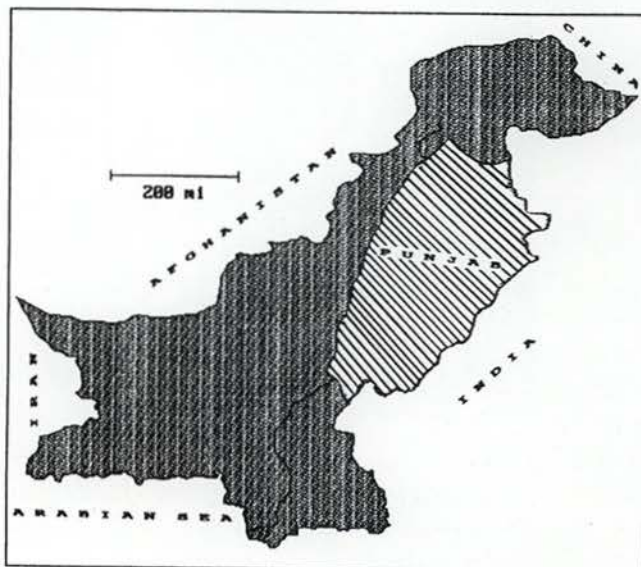 CHINA
AFGHANISTAN
200 mi
PUNJAB
IRAN
INDIA
ARABIAN SEA